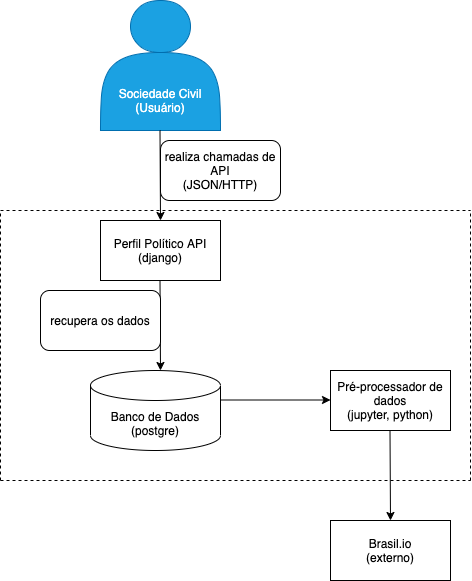 Sociedade Civil
(Usuário)
realiza chamadas de
API
(JSON/HTTP)
Perfil Político API
(django)
recupera os dados
Banco de Dados
(postgre)
Pré-processador de
dados
(jupyter, python)
Brasil.io
(externo)